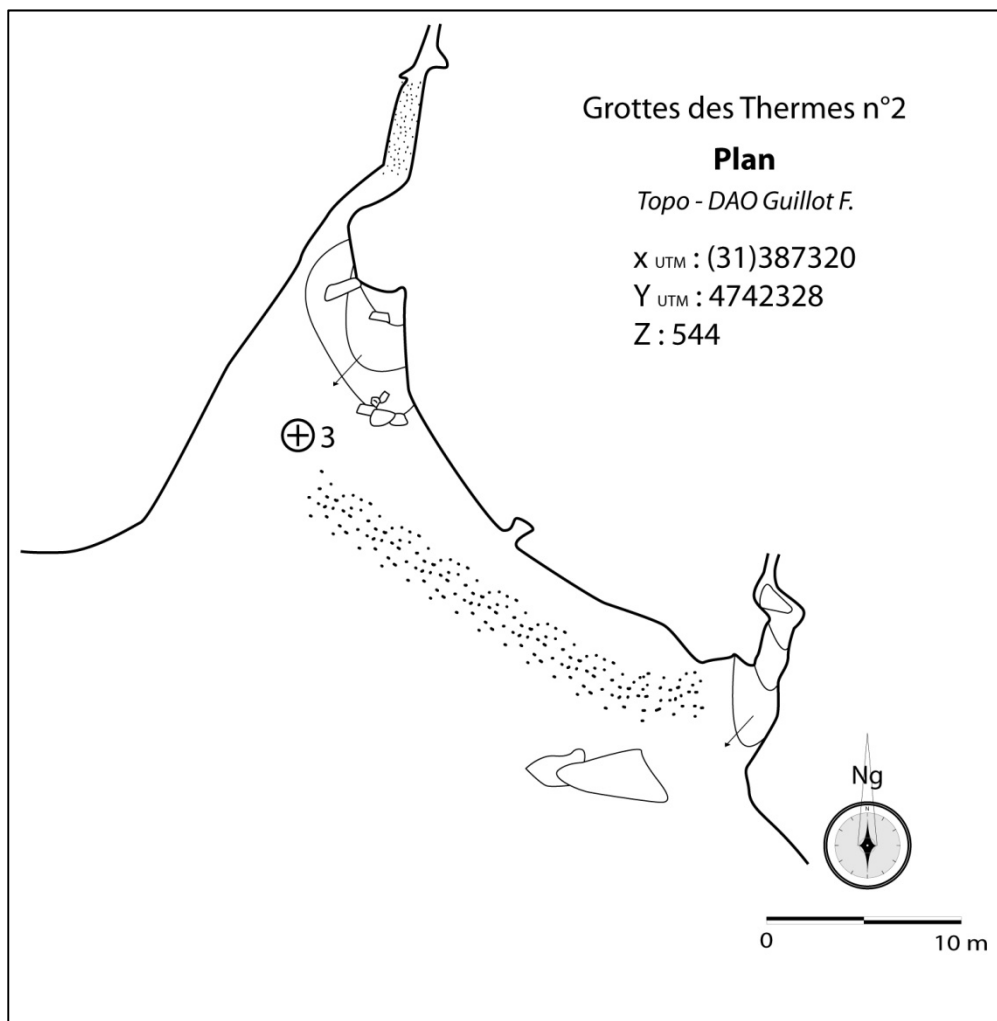 Grottes des Thermes n°2
Plan
Topo - DAO Guillot F.
x UTM : (31)387320
Y UTM : 4742328
Z : 544
3
Ng
N
0 10 m